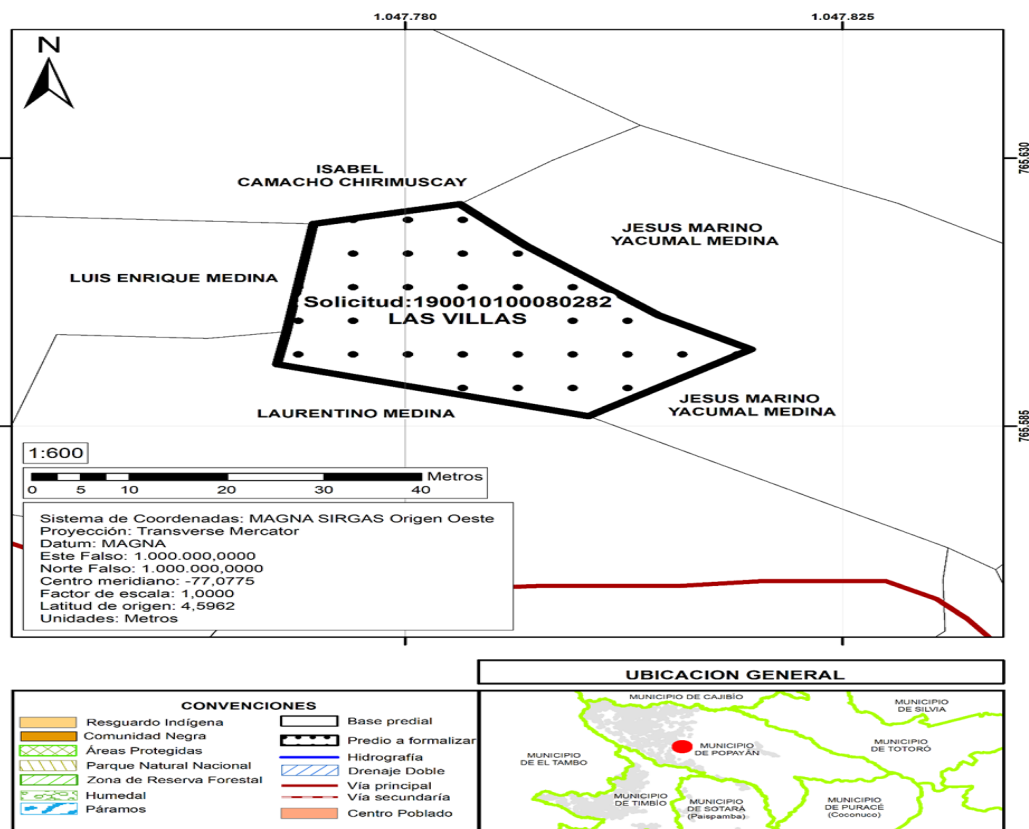 1.047.780
1.047.825
N
765.630
ISABEL
CAMACHO CHIRIMUSCAY
JESUS MARINO
YACUMAL MEDINA
LUIS ENRIQUE MEDINA
Solicitud:190010100080282
LAS VILLAS
JESUS MARINO
YACUMAL MEDINA
LAURENTINO MEDINA
765.585
1:600
Metros
0 5 10 20 30 40
Sistema de Coordenadas: MAGNA SIRGAS Origen Oeste
Proyección: Transverse Mercator
Datum: MAGNA
Este Falso: 1.000.000,0000
Norte Falso: 1.000.000,0000
Centro meridiano: -77,0775
Factor de escala: 1,0000
Latitud de origen: 4,5962
Unidades: Metros
CONVENCIONES
Resguardo Indígena
Comunidad Negra
Áreas Protegidas
Parque Natural Nacional
Zona de Reserva Forestal
Humedal
Páramos
Base predial
Predio a formalizar
Hidrografía
Drenaje Doble
Vía principal
Vía secundaría
Centro Poblado
UBICACION GENERAL
MUNICIPIO DE CAJIBÍO
MUNICIPIO
DE SILVIA
MUNICIPIO
DE POPAYÁN
MUNICIPIO
DE TOTORÓ
MUNICIPIO
DE EL TAMBO
MUNICIPIO
DE TIMBÍO
MUNICIPIO
DE SOTARÁ
(Paispamba)
MUNICIPIO
DE PURACÉ
(Coconuco)